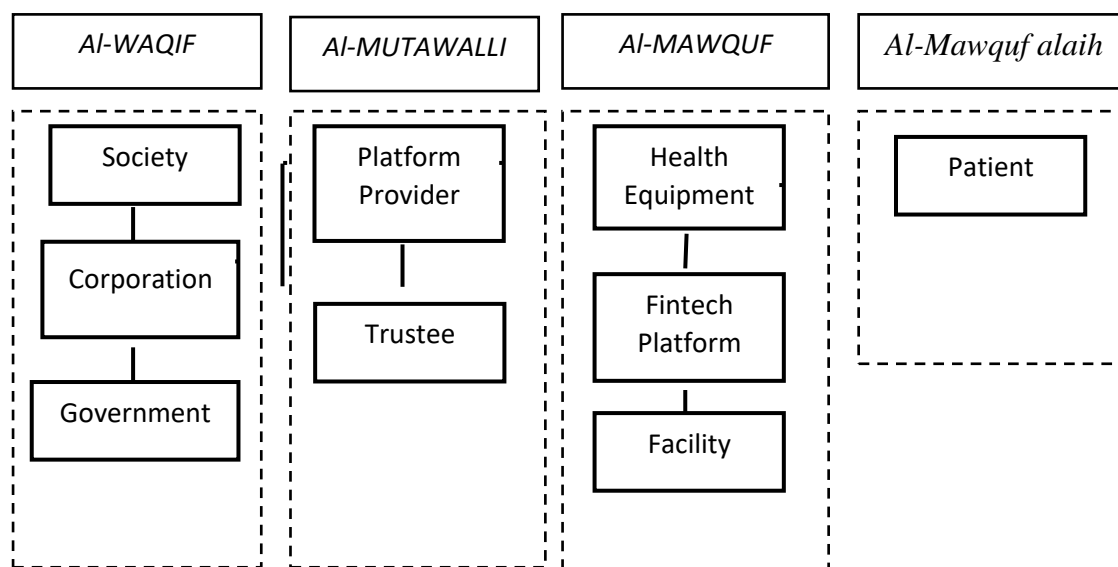 Al-WAQIF
Al-MUTAWALLI
Al-MAWQUF
Al-Mawquf alaih
Society
Corporation
Government
Platform
Provider
Trustee
Health
Equipment
Fintech
Platform
Facility
Patient